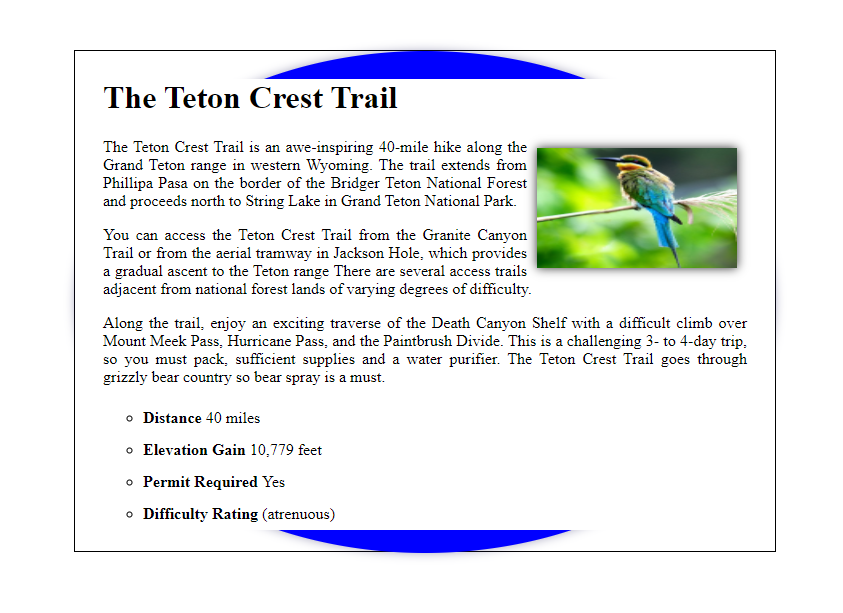 The Teton Crest Trail
The Teton Crest Trail is an awe-inspiring 40-mile hike along the
Grand Teton range in western Wyoming. The trail extends from
Phillipa Pasa on the border of the Bridger Teton National Forest
and proceeds north to String Lake in Grand Teton National Park.
You can access the Teton Crest Trail from the Granite Canyon
Trail or from the aerial tramway in Jackson Hole, which provides
a gradual ascent to the Teton range There are several access trails
adjacent from national forest lands of varying degrees of difficulty.
Along the trail, enjoy an exciting traverse of the Death Canyon Shelf with a difficult climb over
Mount Meek Pass, Hurricane Pass, and the Paintbrush Divide. This is a challenging 3- to 4-day trip,
so you must pack, sufficient supplies and a water purifier. The Teton Crest Trail goes through
grizzly bear country so bear spray is a must.
Distance 40 miles
Elevation Gain 10,779 feet
Permit Required Yes
Difficulty Rating (atrenuous)